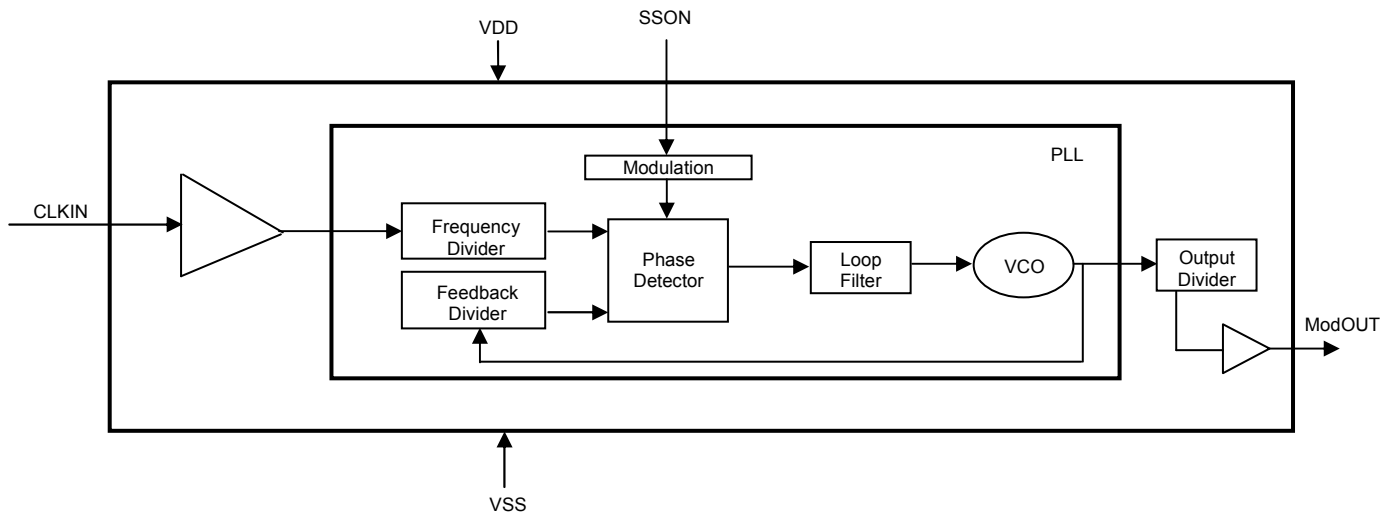 SSON
VDD
PLL
Modulation
CLKIN
Frequency
Divider
Phase
Detector
Loop
Filter
VCO
Output
Divider
Feedback
Divider
ModOUT
VSS